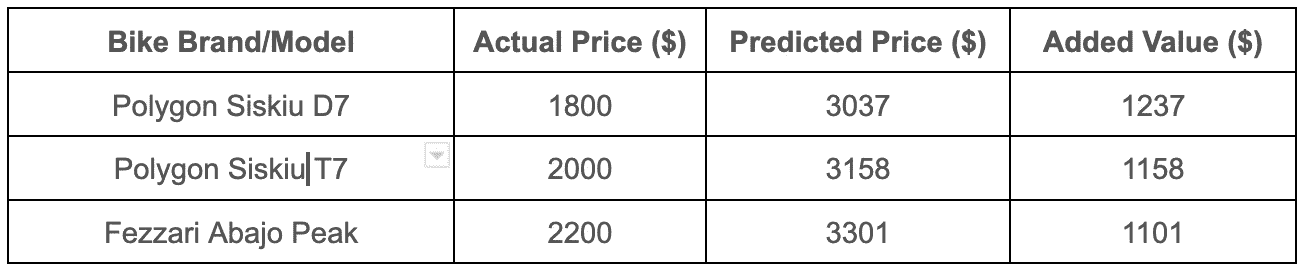 Bike Brand/Model Actual Price ($) Predicted Price ($) Added Value ($)
Polygon Siskiu D7 1800 3037 1237
Polygon Siskiu T7 2000 3158 1158
Fezzari Abajo Peak 2200 3301 1101